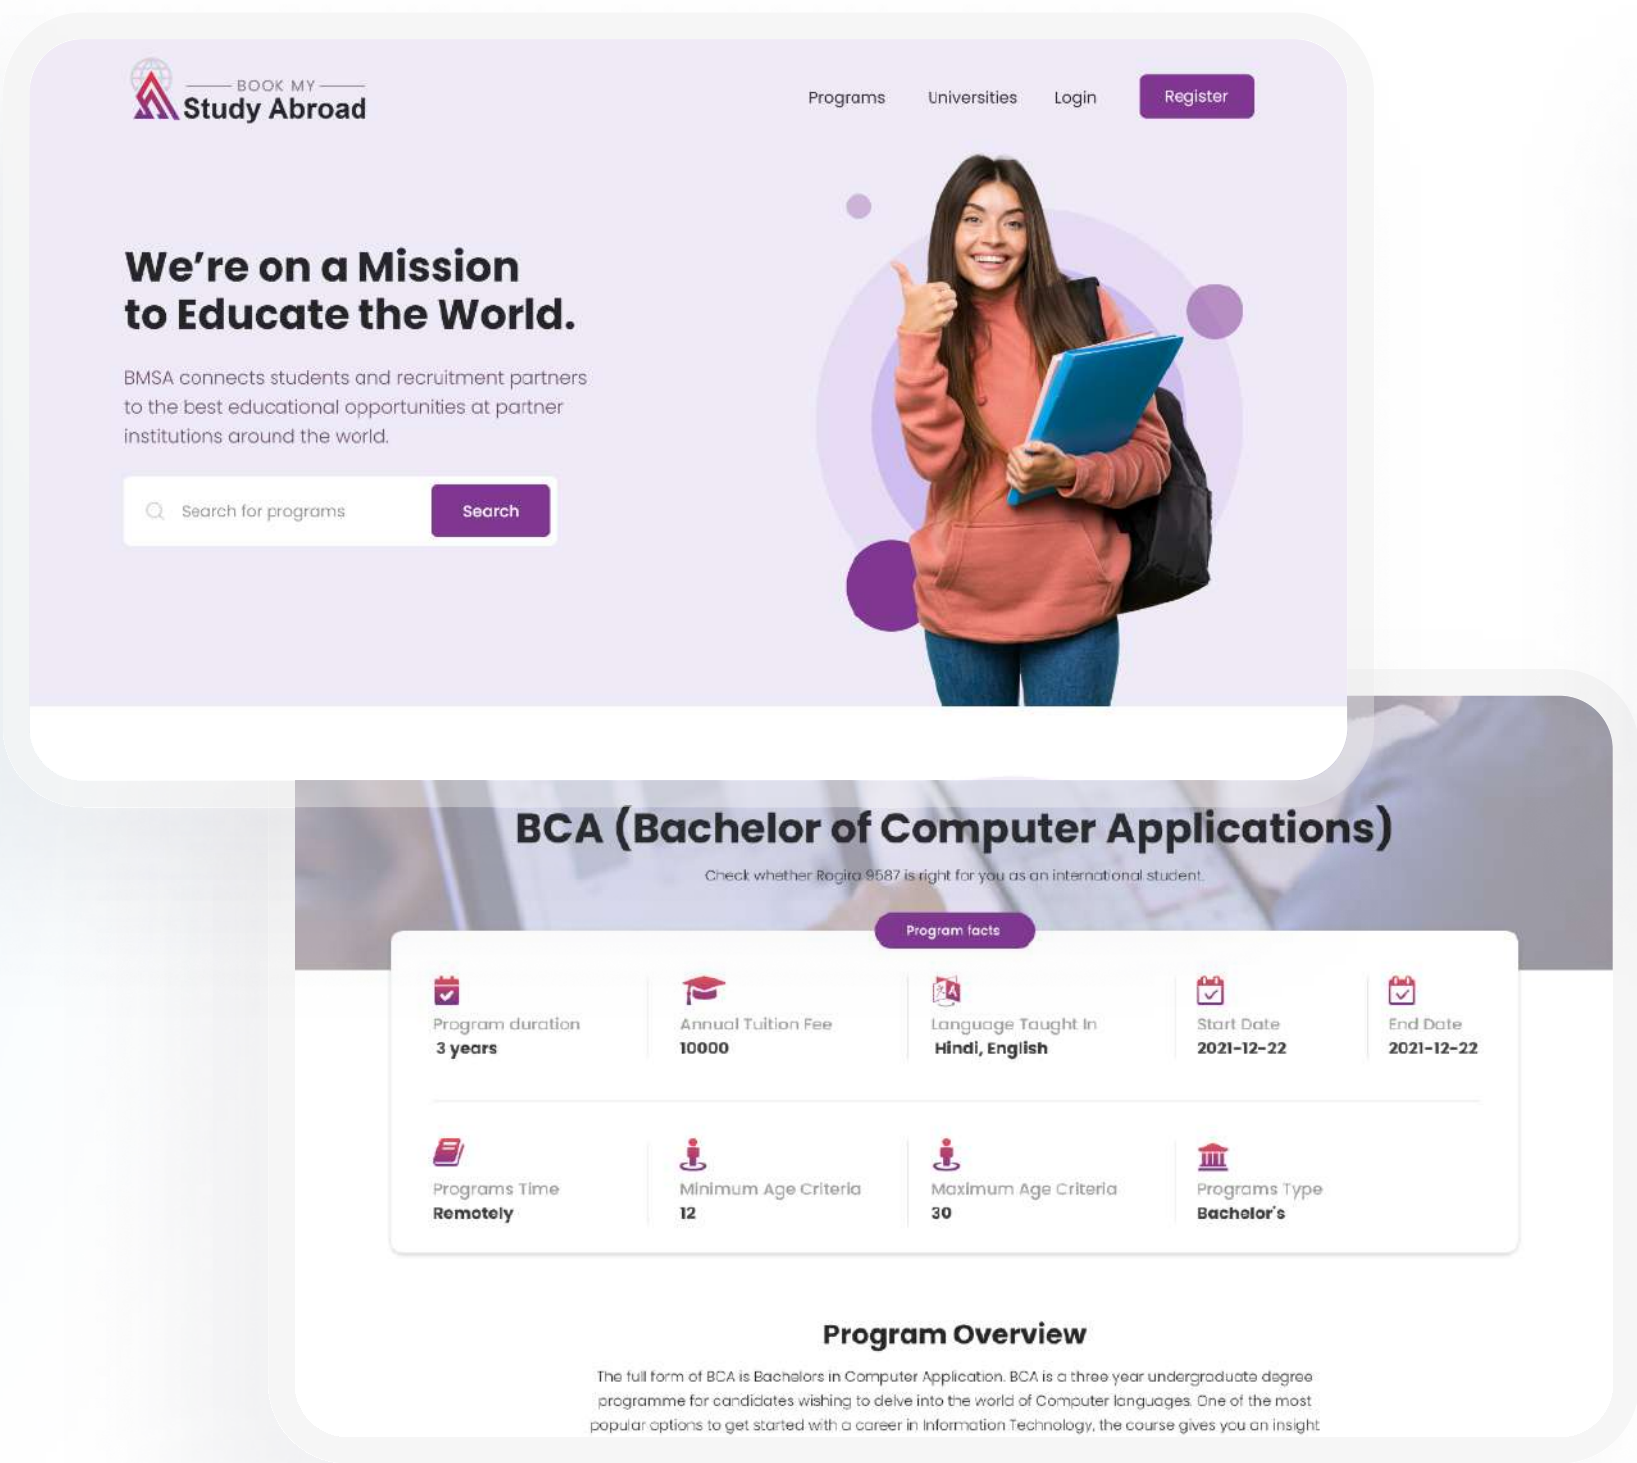 BOOK MY
Study Abroad
Programs
Universities
Login
Register
We're on a Mission
to Educate the World.
BMSA connects students and recruitment partners
to the best educational opportunities at partner
institutions around the world.
Search for programs
Search
BCA (Bachelor of Computer Applications)
Check whether Rogira 9587 is right for you as an international student.
Program facts
Program duration
3 years
Annual Tuition Fee
10000
Language Taught In
Hindi, English
Start Date
2021-12-22
End Date
2021-12-22
Programs Time
Remotely
Minimum Age Criteria
12
Maximum Age Criteria
30
Programs Type
Bachelor's
Program Overview
The full form of BCA is Bachelors in Computer Application. BCA is a three year undergraduate degree
programme for candidates wishing to delve into the world of Computer languages. One of the most
popular options to get started with a career in Information Technology, the course gives you an insight